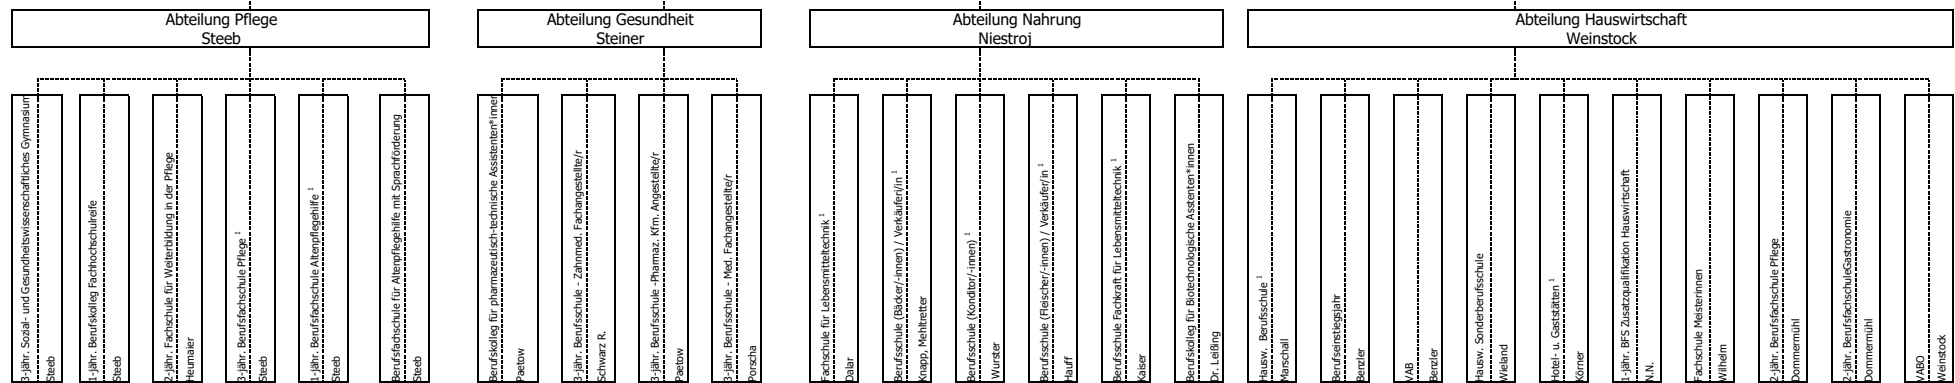 Abteilung Pflege
Steeb
Abteilung Gesundheit
Steiner
Abteilung Nahrung
Niestroj
Abteilung Hauswirtschaft
Weinstock
3-jähr. Sozial- und Gesundheitswissenschaftliches Gymnasium
Steeb
1-jähr. Berufskolleg Fachhochschulreife
Steeb
2-jähr. Fachschule für Weiterbildung in der Pflege
Heumaier
3-jähr. Berufsfachschule Pflege ¹
Steeb
1-jähr. Berufsfachschule Altenpflegehilfe ¹
Steeb
Berufsfachschule für Altenpflegehilfe mit Sprachförderung
Steeb
Berufskolleg für pharmazeutisch-technische Assistenten*innen
Paetow
3-jähr. Berufsschule - Zahnmed. Fachangestellte/r
Schwarz R.
3-jähr. Berufsschule -Pharmaz. Kfm. Angestellte/r
Paetow
3-jähr. Berufsschule - Med. Fachangestellte/r
Porscha
Fachschule für Lebensmitteltechnik ¹
Dalar
Berufsschule (Bäcker/-innen) / Verkäuferi/in ¹
Knapp, Mehltretter
Berufsschule (Konditor/-innen) ¹
Wurster
Berufsschule (Fleischer/-innen) / Verkäufer/in ¹
Hauff
Berufsschule Fachkraft für Lebensmitteltechnik ¹
Kaiser
Berufskolleg für Biotechnologische Asstenten*innen
Dr. Leißing
Hausw. Berufsschule ¹
Marschall
Berufseinstiegsjahr
Benzler
VAB
Benzler
Hausw. Sonderberufsschule
Wieland
Hotel- u. Gaststätten ¹
Körner
1-jähr. BFS Zusatzqualifikation Hauswirtschaft
N.N.
Fachschule Meisterinnen
Wilhelm
2-jähr. Berufsfachschule Pflege
Dommermühl
2-jähr. BerufsfachschuleGastronomie
Dommermühl
VABO
Weinstock